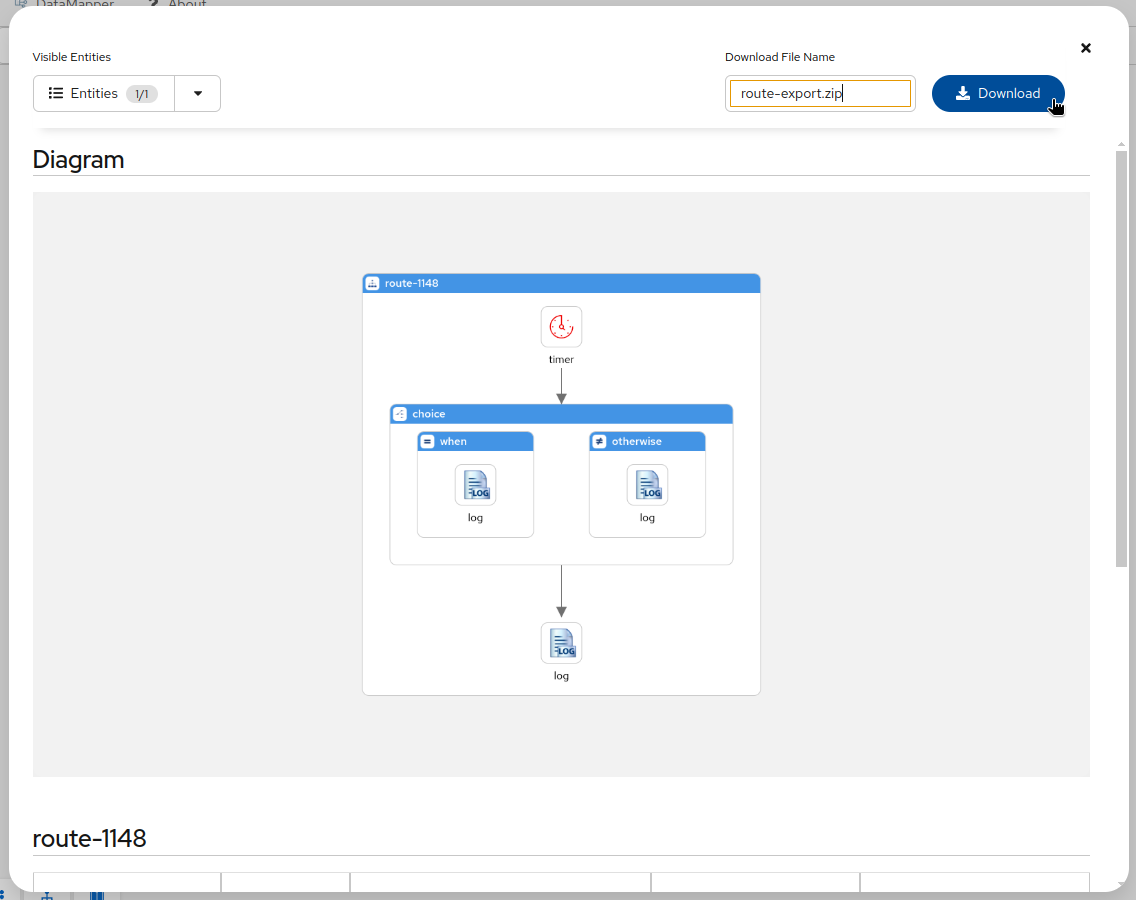 DataMapper ? About
Visible Entities
Download File Name
Entities 1/1
route-export.zip
Download
Diagram
route-1148
timer
choice
when
otherwise
LOG
LOG
log
log
LOG
log
route-1148